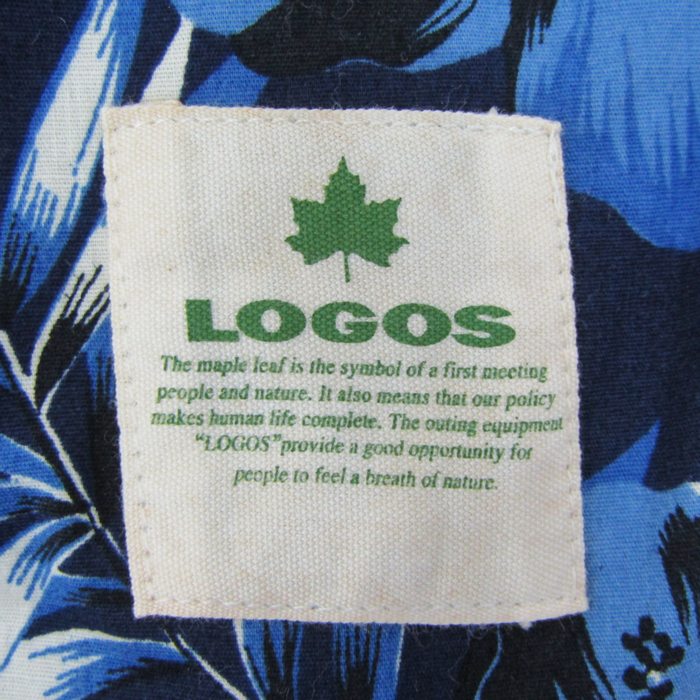 LOGOS
The maple leaf is the symbol of a first meeting
people and nature. It also means that our policy
makes human life complete. The outing equipment
"LOGOS" provide a good opportunity for
people to feel a breath of nature.